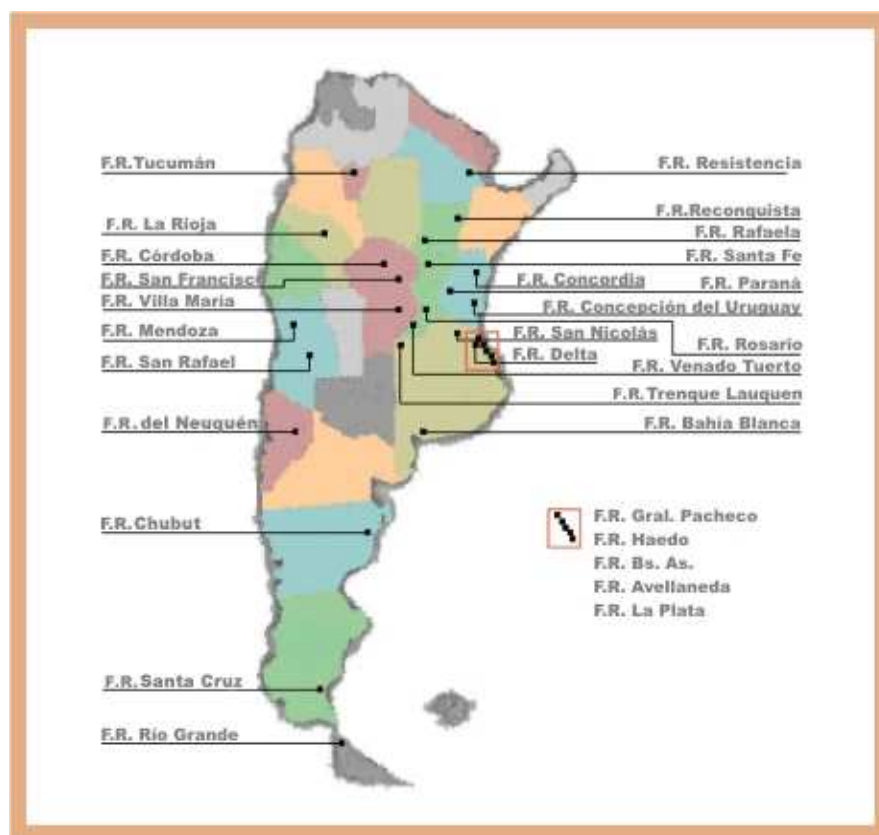 F.R.Tucumán
F.R. La Rioja
F.R. Córdoba
F.R. San Francisc
F.R. Villa María
F.R. Mendoza
F.R. San Rafael
F.R. del Neuquén
F.R.Chubut
F.R.Santa Cruz
F.R. Río Grande
F.R. Resistencia
F.R.Reconquista
F.R. Rafaela
F.R. Santa Fe
F.R. Concordia
F.R. Paraná
F.R. Concepción del Uruguay
F.R. San Nicolás
F.R. Rosario
F.R. Delta
F.R. Venado Tuerto
F.R.Trenque Lauquen
F.R. Bahía Blanca
F.R. Gral. Pacheco
F.R. Haedo
F.R. Bs. As.
F.R. Avellaneda
F.R. La Plata